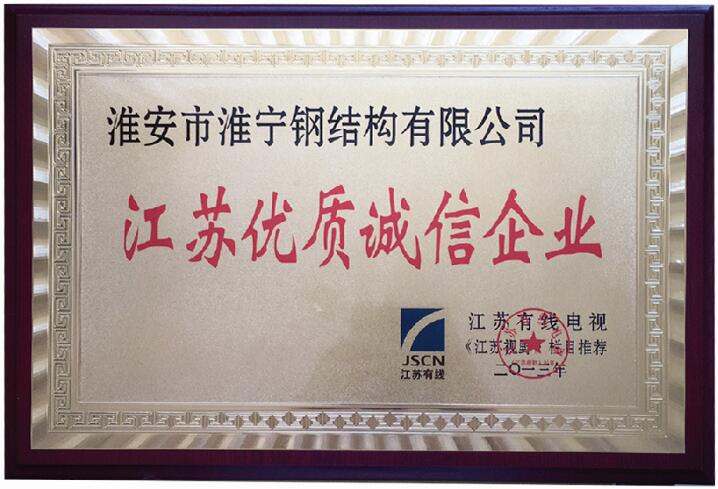 淮安市淮宁钢结构有限公司
江苏优质诚信企业
JSCN
江苏有线
江苏有线电视
《江苏视野》栏目推荐
二〇一三年